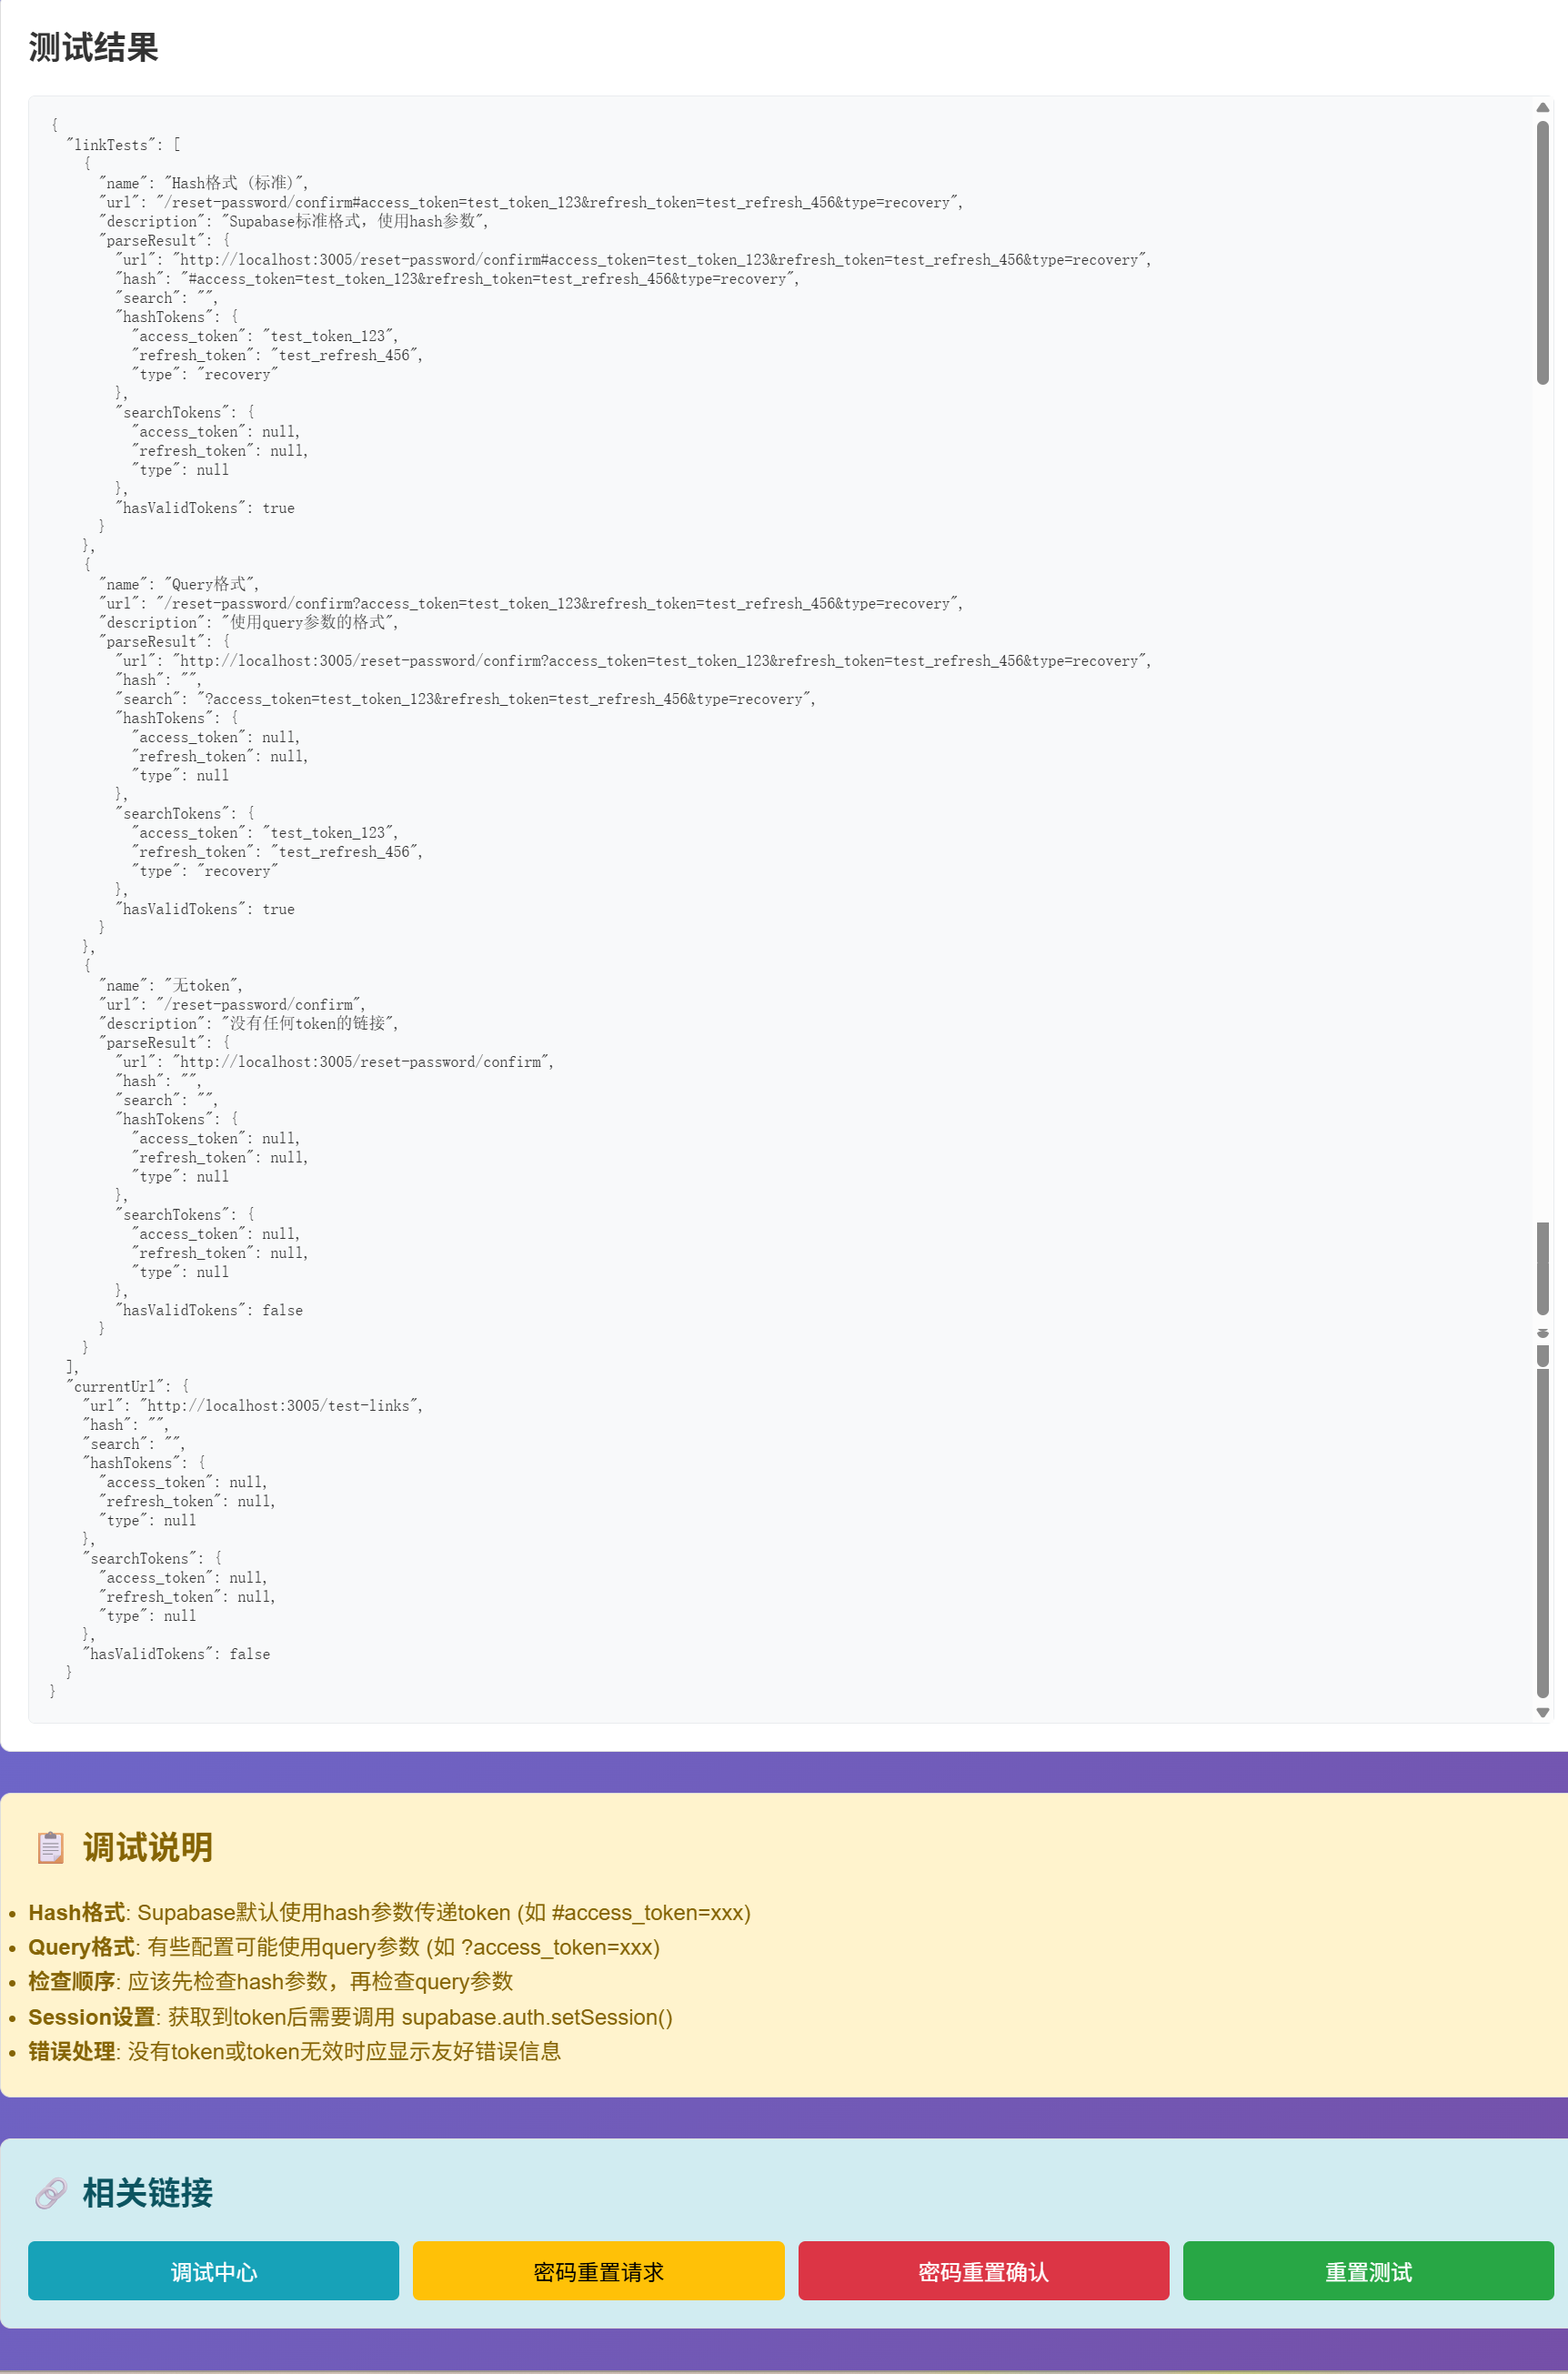 测试结果
{
  "linkTests": [
    {
      "name": "Hash格式 (标准)",
      "url": "/reset-password/confirm#access_token=test_token_123&refresh_token=test_refresh_456&type=recovery",
      "description": "Supabase标准格式，使用hash参数",
      "parseResult": {
        "url": "http://localhost:3005/reset-password/confirm#access_token=test_token_123&refresh_token=test_refresh_456&type=recovery",
        "hash": "#access_token=test_token_123&refresh_token=test_refresh_456&type=recovery",
        "search": "",
        "hashTokens": {
          "access_token": "test_token_123",
          "refresh_token": "test_refresh_456",
          "type": "recovery"
        },
        "searchTokens": {
          "access_token": null,
          "refresh_token": null,
          "type": null
        },
        "hasValidTokens": true
      }
    },
    {
      "name": "Query格式",
      "url": "/reset-password/confirm?access_token=test_token_123&refresh_token=test_refresh_456&type=recovery",
      "description": "使用query参数的格式",
      "parseResult": {
        "url": "http://localhost:3005/reset-password/confirm?access_token=test_token_123&refresh_token=test_refresh_456&type=recovery",
        "hash": "",
        "search": "?access_token=test_token_123&refresh_token=test_refresh_456&type=recovery",
        "hashTokens": {
          "access_token": null,
          "refresh_token": null,
          "type": null
        },
        "searchTokens": {
          "access_token": "test_token_123",
          "refresh_token": "test_refresh_456",
          "type": "recovery"
        },
        "hasValidTokens": true
      }
    },
    {
      "name": "无token",
      "url": "/reset-password/confirm",
      "description": "没有任何token的链接",
      "parseResult": {
        "url": "http://localhost:3005/reset-password/confirm",
        "hash": "",
        "search": "",
        "hashTokens": {
          "access_token": null,
          "refresh_token": null,
          "type": null
        },
        "searchTokens": {
          "access_token": null,
          "refresh_token": null,
          "type": null
        },
        "hasValidTokens": false
      }
    }
  ],
  "currentUrl": {
    "url": "http://localhost:3005/test-links",
    "hash": "",
    "search": "",
    "hashTokens": {
      "access_token": null,
      "refresh_token": null,
      "type": null
    },
    "searchTokens": {
      "access_token": null,
      "refresh_token": null,
      "type": null
    },
    "hasValidTokens": false
  }
}
📋 调试说明
• Hash格式: Supabase默认使用hash参数传递token (如 #access_token=xxx)
• Query格式: 有些配置可能使用query参数 (如 ?access_token=xxx)
• 检查顺序: 应该先检查hash参数，再检查query参数
• Session设置: 获取到token后需要调用 supabase.auth.setSession()
• 错误处理: 没有token或token无效时应显示友好错误信息
🔗 相关链接
调试中心
密码重置请求
密码重置确认
重置测试